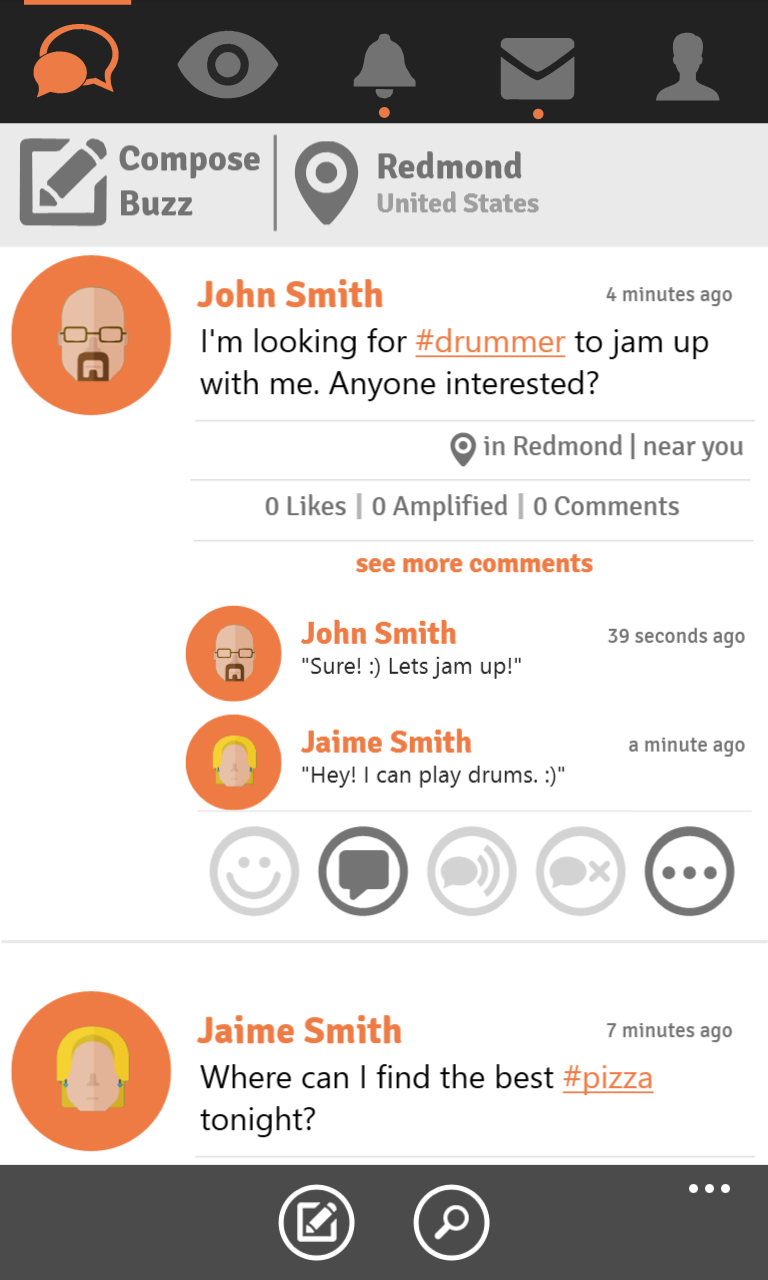 Compose
Buzz
Redmond
United States
John Smith 4 minutes ago
I'm looking for #drummer to jam up
with me. Anyone interested?
in Redmond | near you
0 Likes | 0 Amplified | 0 Comments
see more comments
John Smith 39 seconds ago
"Sure! :) Lets jam up!"
Jaime Smith a minute ago
"Hey! I can play drums. :)"
Jaime Smith 7 minutes ago
Where can I find the best #pizza
tonight?